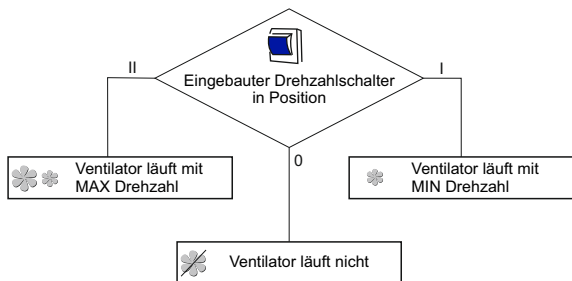 Eingebauter Drehzahlschalter
in Position
II
I
0
Ventilator läuft mit
MAX Drehzahl
Ventilator läuft mit
MIN Drehzahl
Ventilator läuft nicht